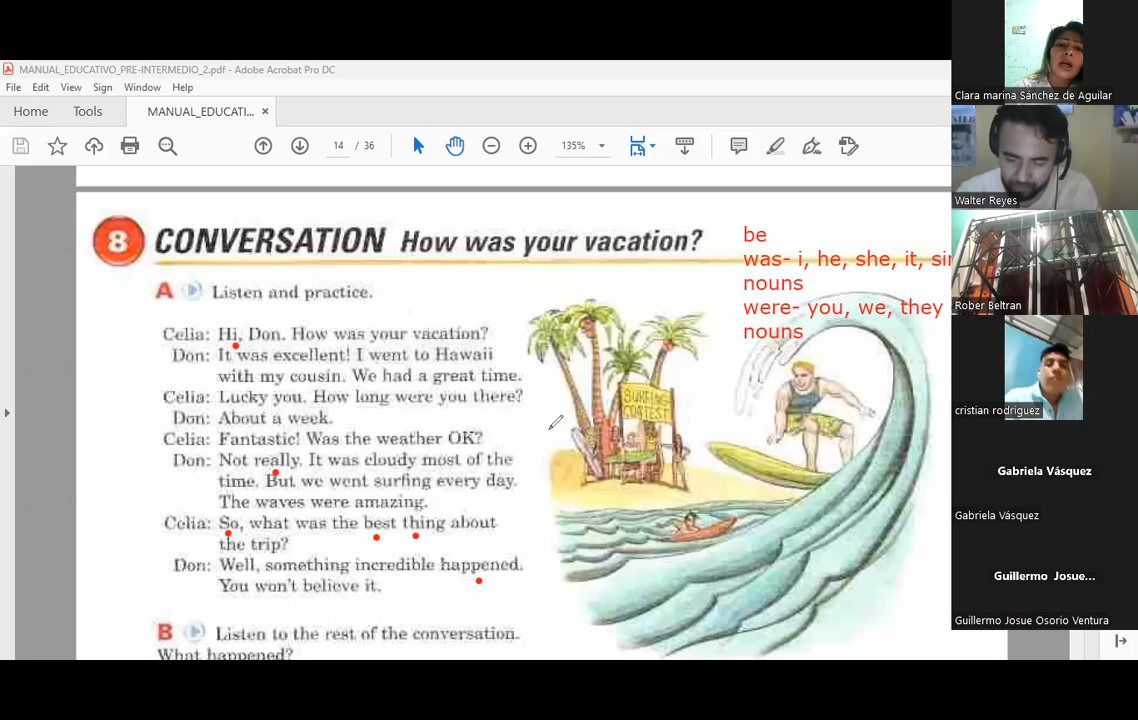 MANUAL_EDUCATIVO_PRE-INTERMEDIO_2.pdf - Adobe Acrobat Pro DC
File Edit View Sign Window Help
Home Tools MANUAL_EDUCATI... ×
14 / 36 135%
8 CONVERSATION How was your vacation?
be
was- i, he, she, it, sin
nouns
were- you, we, they
nouns
A Listen and practice.
Celia: Hi, Don. How was your vacation?
Don: It was excellent! I went to Hawaii
with my cousin. We had a great time.
Celia: Lucky you. How long were you there?
Don: About a week.
Celia: Fantastic! Was the weather OK?
Don: Not really. It was cloudy most of the
time. But we went surfing every day.
The waves were amazing.
Celia: So, what was the best thing about
the trip?
Don: Well, something incredible happened.
You won't believe it.
B Listen to the rest of the conversation.
What happened?
SURFING
CONTEST
Clara marina Sánchez de Aguilar
Walter Reyes
Rober Beltran
cristian rodriguez
Gabriela Vásquez
Gabriela Vásquez
Guillermo Josue...
Guillermo Josue Osorio Ventura